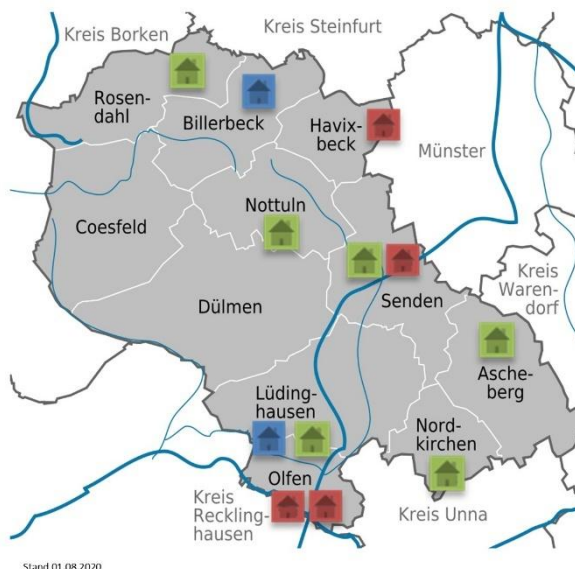 Kreis Borken
Kreis Steinfurt
Rosen-
dahl
Billerbeck
Havix-
beck
Münster
Nottuln
Coesfeld
Kreis
Waren-
dorf
Dülmen
Senden
Asche-
berg
Lüding-
hausen
Nord-
kirchen
Olfen
Kreis
Reckling-
hausen
Kreis Unna
Stand 01.08.2020